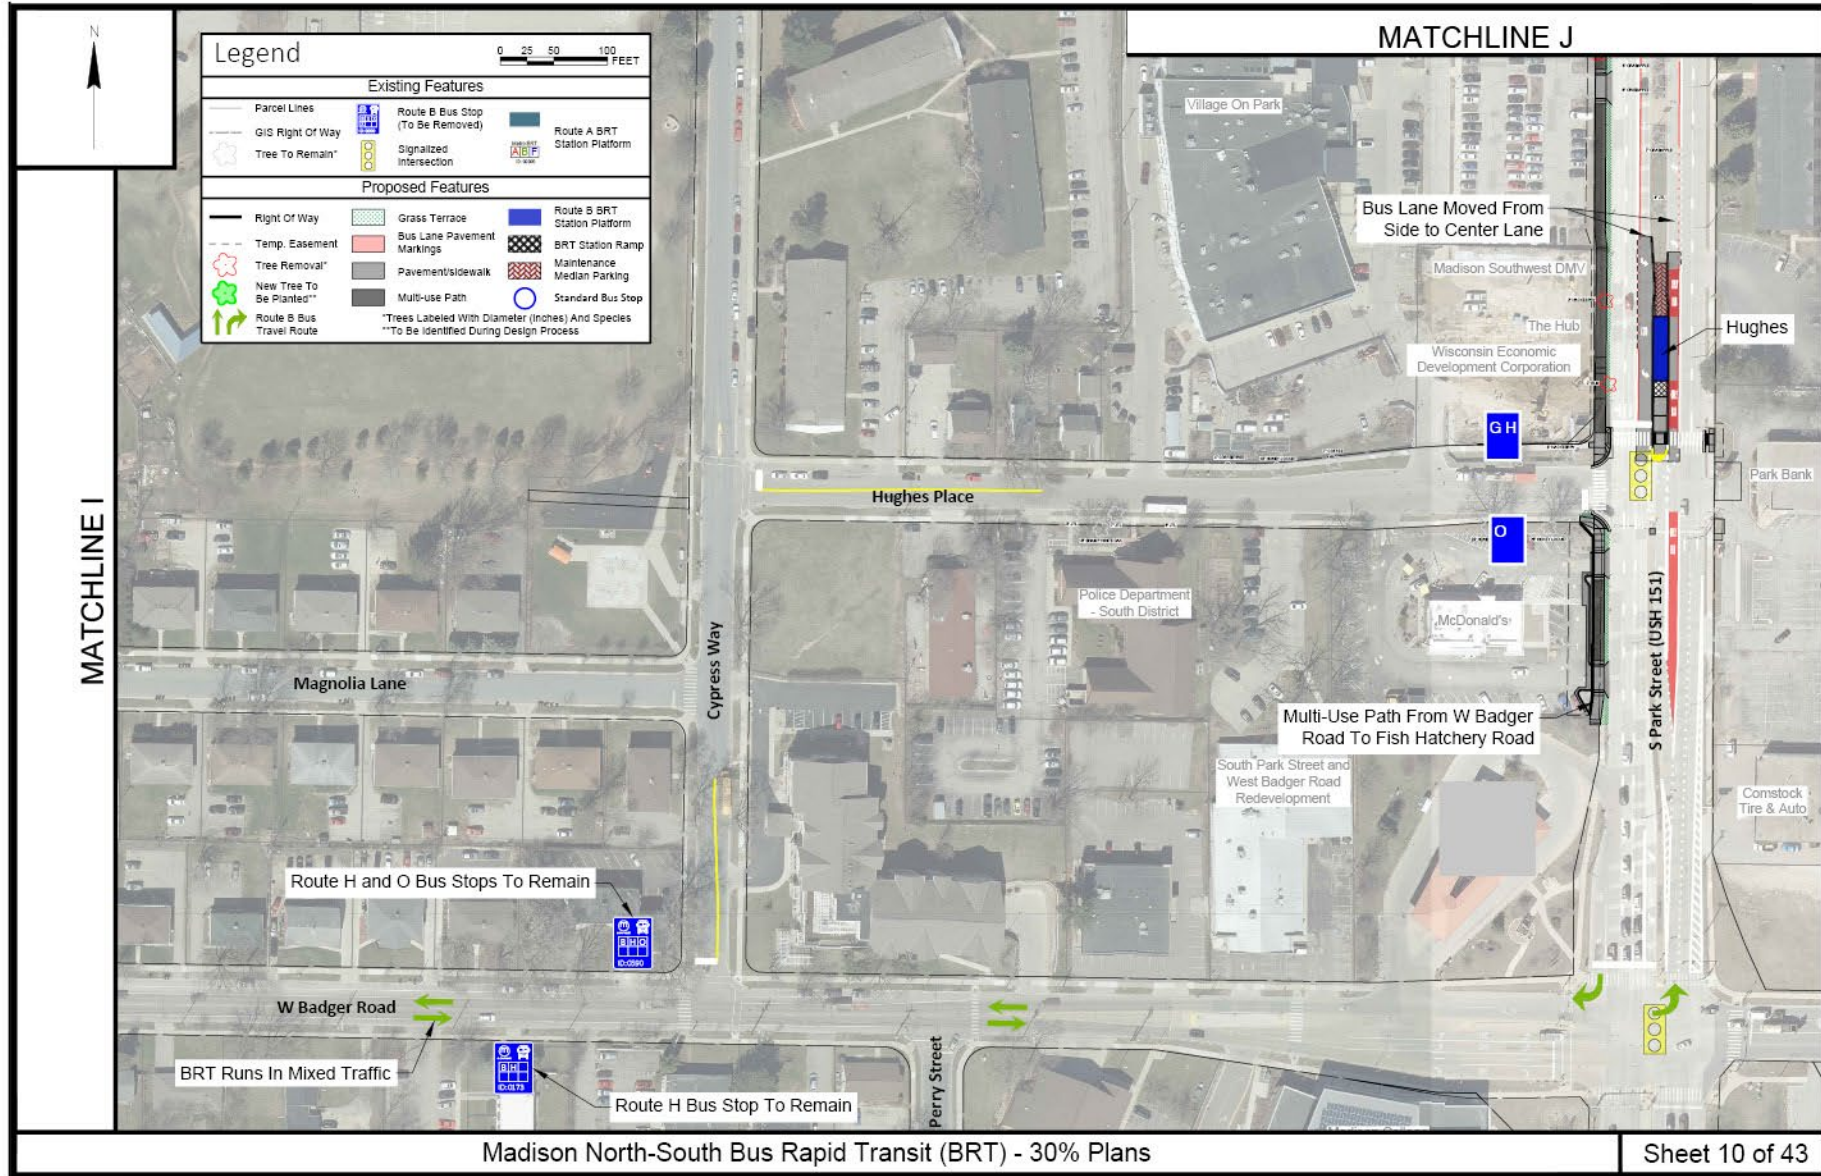 N
Legend
0 25 50 100
FEET
Existing Features
Parcel Lines
GIS Right Of Way
Tree To Remain*
Route B Bus Stop
(To Be Removed)
Signalized
Intersection
Route A BRT
Station Platform
A B F
Proposed Features
Right Of Way
Temp. Easement
Tree Removal*
New Tree To
Be Planted**
Route B Bus
Travel Route
Grass Terrace
Bus Lane Pavement
Markings
Pavement/sidewalk
Multi-use Path
Route B BRT
Station Platform
BRT Station Ramp
Maintenance
Median Parking
Standard Bus Stop
*Trees Labeled With Diameter (Inches) And Species
**To Be Identified During Design Process
MATCHLINE J
MATCHLINE I
Village On Park
Bus Lane Moved From
Side to Center Lane
Madison Southwest DMV
The Hub
Wisconsin Economic
Development Corporation
Hughes
G H
Hughes Place
O
Park Bank
Police Department
- South District
McDonald's
S Park Street (USH 151)
Cypress Way
Magnolia Lane
Multi-Use Path From W Badger
Road To Fish Hatchery Road
South Park Street and
West Badger Road
Redevelopment
Comstock
Tire & Auto
Route H and O Bus Stops To Remain
B H O
ID:0390
W Badger Road
BRT Runs In Mixed Traffic
B H
ID:0173
Route H Bus Stop To Remain
Perry Street
Madison North-South Bus Rapid Transit (BRT) - 30% Plans
Sheet 10 of 43